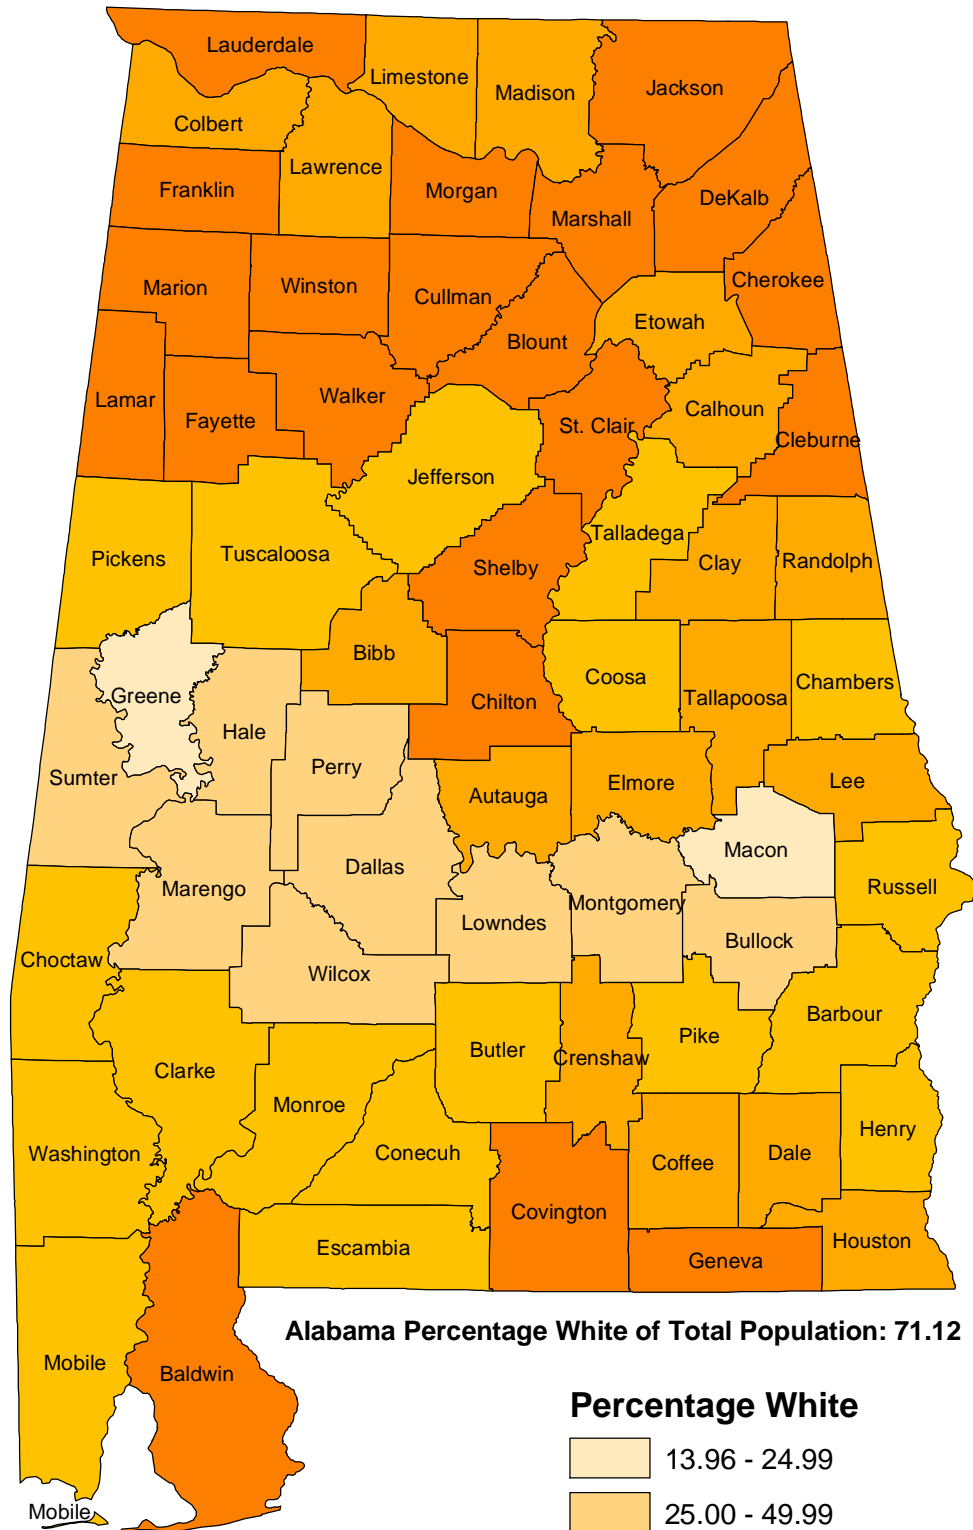 Lauderdale
Limestone
Madison
Jackson
Colbert
Lawrence
Franklin
Morgan
Marshall
DeKalb
Marion
Winston
Cullman
Cherokee
Blount
Etowah
Lamar
Fayette
Walker
St. Clair
Calhoun
Cleburne
Jefferson
Pickens
Tuscaloosa
Shelby
Talladega
Clay
Randolph
Bibb
Coosa
Chambers
Greene
Hale
Chilton
Tallapoosa
Sumter
Perry
Autauga
Elmore
Lee
Dallas
Macon
Marengo
Russell
Lowndes
Montgomery
Choctaw
Wilcox
Bullock
Barbour
Clarke
Butler
Crenshaw
Pike
Monroe
Washington
Conecuh
Coffee
Dale
Henry
Covington
Escambia
Geneva
Houston
Alabama Percentage White of Total Population: 71.12
Mobile
Baldwin
Percentage White
13.96 - 24.99
25.00 - 49.99
Mobile